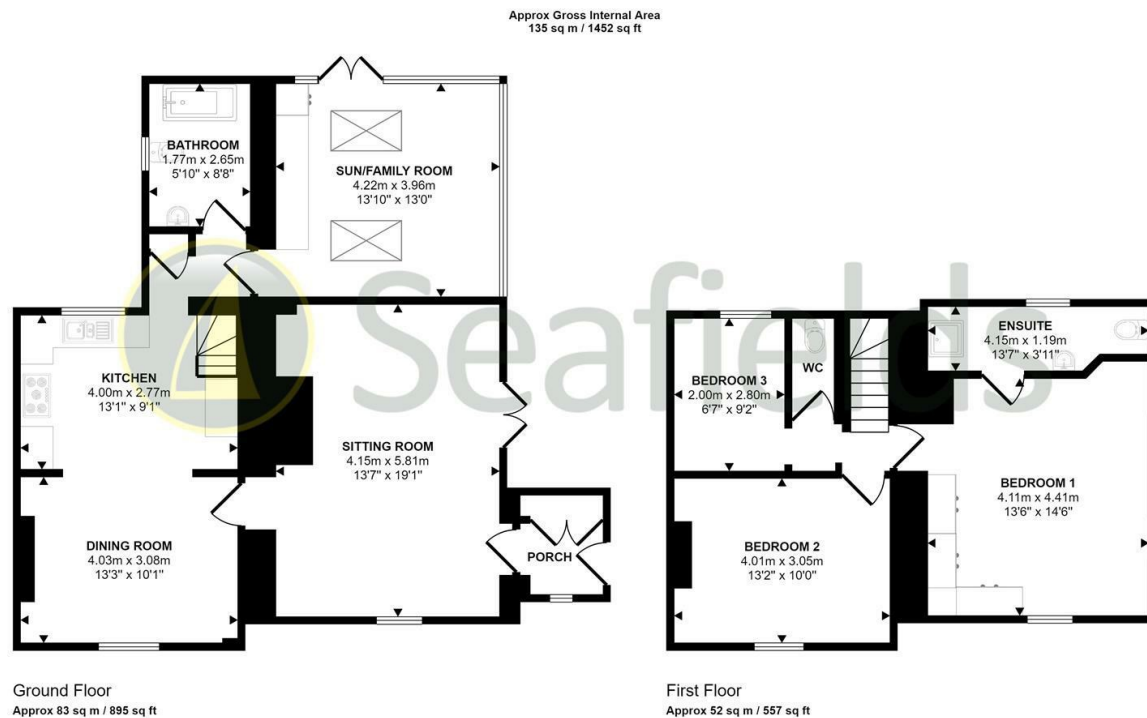 Approx Gross Internal Area
135 sq m / 1452 sq ft
BATHROOM
1.77m x 2.65m
5'10" x 8'8"
SUN/FAMILY ROOM
4.22m x 3.96m
13'10" x 13'0"
KITCHEN
4.00m x 2.77m
13'1" x 9'1"
SITTING ROOM
4.15m x 5.81m
13'7" x 19'1"
DINING ROOM
4.03m x 3.08m
13'3" x 10'1"
PORCH
Seafields
ENSUITE
4.15m x 1.19m
13'7" x 3'11"
WC
BEDROOM 3
2.00m x 2.80m
6'7" x 9'2"
BEDROOM 1
4.11m x 4.41m
13'6" x 14'6"
BEDROOM 2
4.01m x 3.05m
13'2" x 10'0"
Ground Floor
Approx 83 sq m / 895 sq ft
First Floor
Approx 52 sq m / 557 sq ft